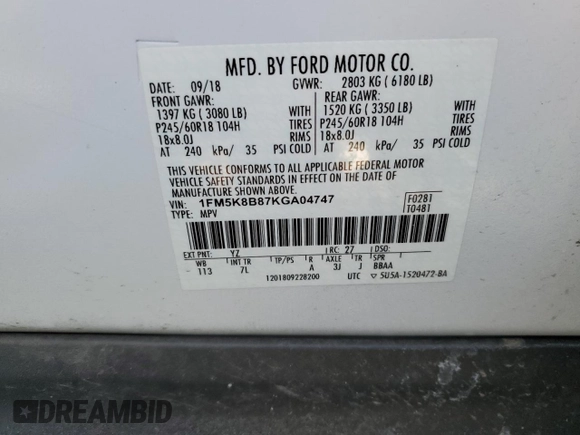 MFD. BY FORD MOTOR CO.
DATE: 09/18 GVWR: 2803 KG ( 6180 LB)
FRONT GAWR: REAR GAWR:
1397 KG ( 3080 LB) WITH 1520 KG ( 3350 LB) WITH
P245/60R18 104H TIRES P245/60R18 104H TIRES
18x8.0J RIMS 18x8.0J RIMS
AT 240 kPa/ 35 PSI COLD AT 240 kPa/ 35 PSI COLD
THIS VEHICLE CONFORMS TO ALL APPLICABLE FEDERAL MOTOR
VEHICLE SAFETY STANDARDS IN EFFECT ON THE DATE OF
MANUFACTURE SHOWN ABOVE.
VIN: 1FM5K8B87KGA04747 F0281
TYPE: MPV T0481
EXT PNT: YZ RC: 27 DSO:
WB INT TR TP/PS R AXLE TR SPR
113 7L A 3J J BBAA
1201809228200 UTC ▽ 5U5A-1520472-BA
DREAMBID